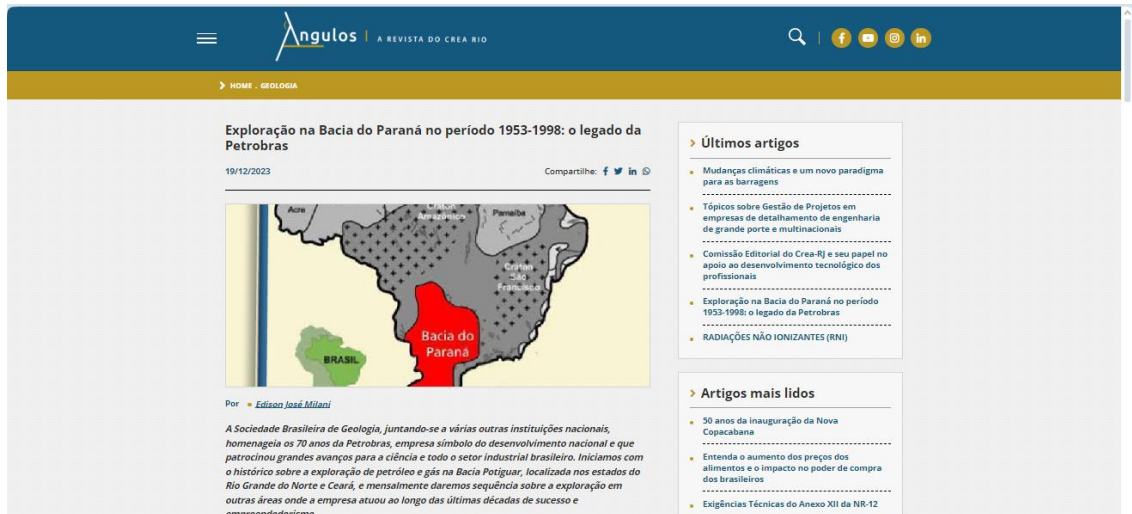 Ângulos | A REVISTA DO CREA RIO
HOME . GEOLOGIA
Exploração na Bacia do Paraná no período 1953-1998: o legado da
Petrobras
19/12/2023
Compartilhe:
Acre
Cráton
Amazônico
Parnaíba
Cráton
São
Francisco
Bacia do
Paraná
BRASIL
Por
Edison José Milani
A Sociedade Brasileira de Geologia, juntando-se a várias outras instituições nacionais,
homenageia os 70 anos da Petrobras, empresa símbolo do desenvolvimento nacional e que
patrocinou grandes avanços para a ciência e todo o setor industrial brasileiro. Iniciamos com
o histórico sobre a exploração de petróleo e gás na Bacia Potiguar, localizada nos estados do
Rio Grande do Norte e Ceará, e mensalmente daremos sequência sobre a exploração em
outras áreas onde a empresa atuou ao longo das últimas décadas de sucesso e
empreendedorismo.
Últimos artigos
Mudanças climáticas e um novo paradigma
para as barragens
Tópicos sobre Gestão de Projetos em
empresas de detalhamento de engenharia
de grande porte e multinacionais
Comissão Editorial do Crea-RJ e seu papel no
apoio ao desenvolvimento tecnológico dos
profissionais
Exploração na Bacia do Paraná no período
1953-1998: o legado da Petrobras
RADIAÇÕES NÃO IONIZANTES (RNI)
Artigos mais lidos
50 anos da inauguração da Nova
Copacabana
Entenda o aumento dos preços dos
alimentos e o impacto no poder de compra
dos brasileiros
Exigências Técnicas do Anexo XII da NR-12